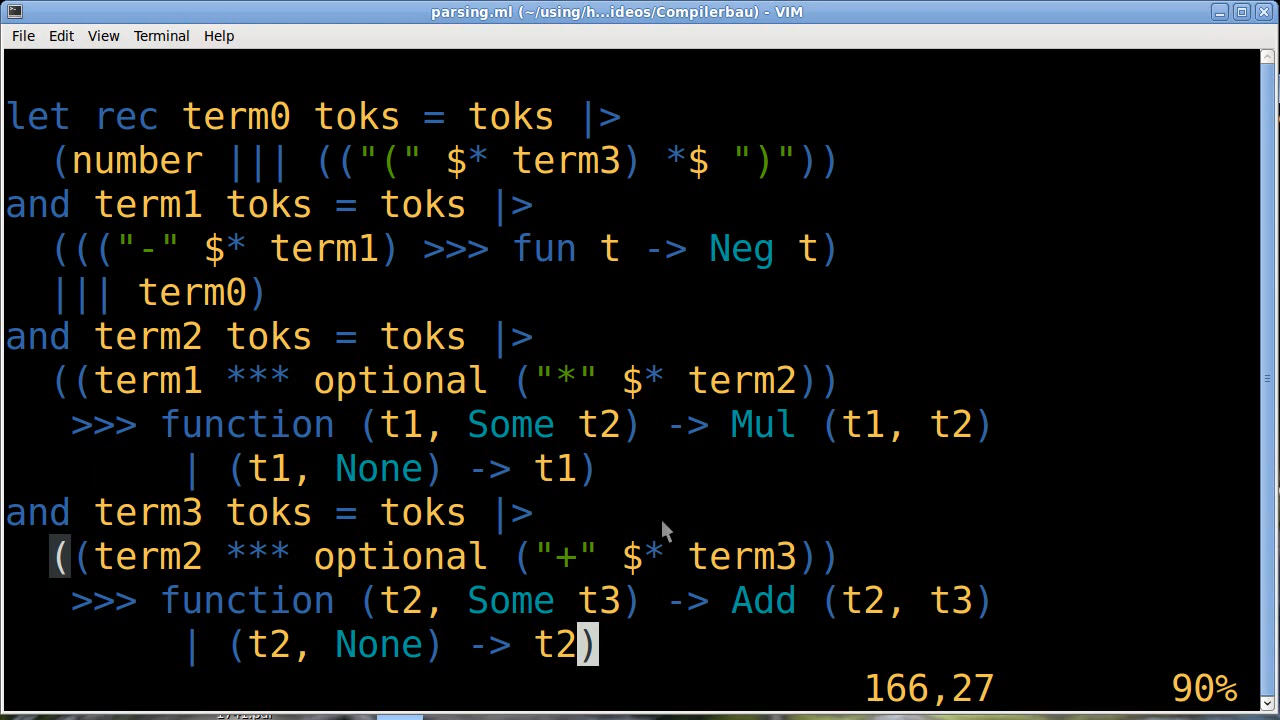 parsing.ml (~/using/h...ideos/Compilerbau) - VIM
File Edit View Terminal Help
let rec term0 toks = toks |>
  (number ||| (("(" $* term3) *$ ")"))
and term1 toks = toks |>
  ((("-" $* term1) >>> fun t -> Neg t)
  ||| term0)
and term2 toks = toks |>
  ((term1 *** optional ("*" $* term2))
   >>> function (t1, Some t2) -> Mul (t1, t2)
        | (t1, None) -> t1)
and term3 toks = toks |>
  ((term2 *** optional ("+" $* term3))
   >>> function (t2, Some t3) -> Add (t2, t3)
        | (t2, None) -> t2)
166,27 90%